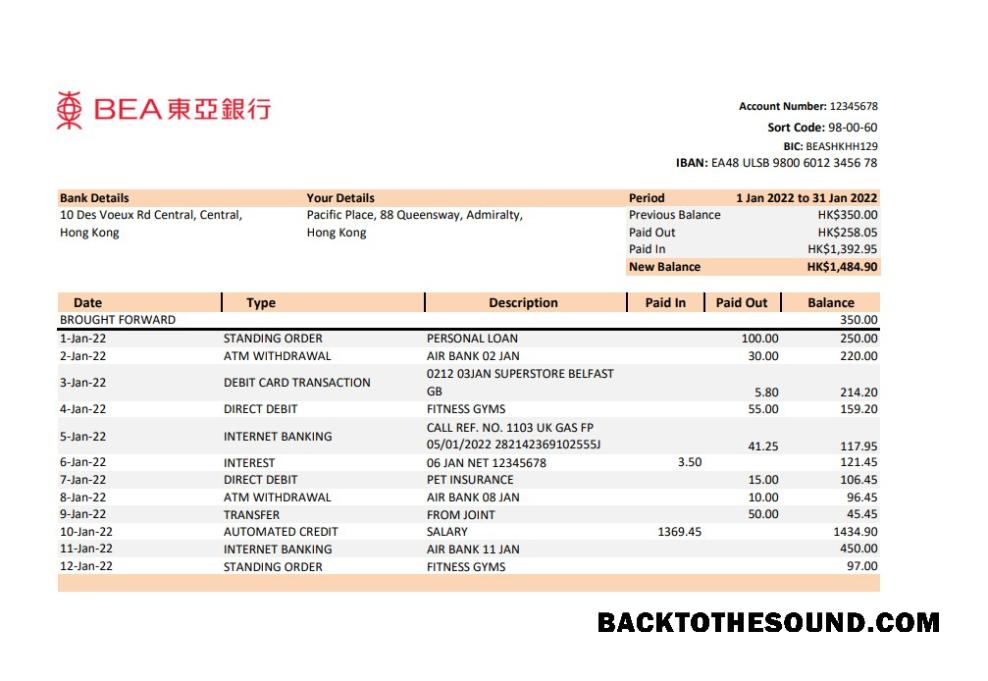 BEA東亞銀行
Account Number: 12345678
Sort Code: 98-00-60
BIC: BEASHKHH129
IBAN: EA48 ULSB 9800 6012 3456 78
Bank Details Your Details Period 1 Jan 2022 to 31 Jan 2022
10 Des Voeux Rd Central, Central, Pacific Place, 88 Queensway, Admiralty, Previous Balance HK$350.00
Hong Kong Hong Kong Paid Out HK$258.05
Paid In HK$1,392.95
New Balance HK$1,484.90
Date Type Description Paid In Paid Out Balance
BROUGHT FORWARD 350.00
1-Jan-22 STANDING ORDER PERSONAL LOAN 100.00 250.00
2-Jan-22 ATM WITHDRAWAL AIR BANK 02 JAN 30.00 220.00
3-Jan-22 DEBIT CARD TRANSACTION 0212 03JAN SUPERSTORE BELFAST
GB 5.80 214.20
4-Jan-22 DIRECT DEBIT FITNESS GYMS 55.00 159.20
5-Jan-22 INTERNET BANKING CALL REF. NO. 1103 UK GAS FP
05/01/2022 282142369102555J 41.25 117.95
6-Jan-22 INTEREST 06 JAN NET 12345678 3.50 121.45
7-Jan-22 DIRECT DEBIT PET INSURANCE 15.00 106.45
8-Jan-22 ATM WITHDRAWAL AIR BANK 08 JAN 10.00 96.45
9-Jan-22 TRANSFER FROM JOINT 50.00 45.45
10-Jan-22 AUTOMATED CREDIT SALARY 1369.45 1434.90
11-Jan-22 INTERNET BANKING AIR BANK 11 JAN 450.00
12-Jan-22 STANDING ORDER FITNESS GYMS 97.00
BACKTOTHESOUND.COM